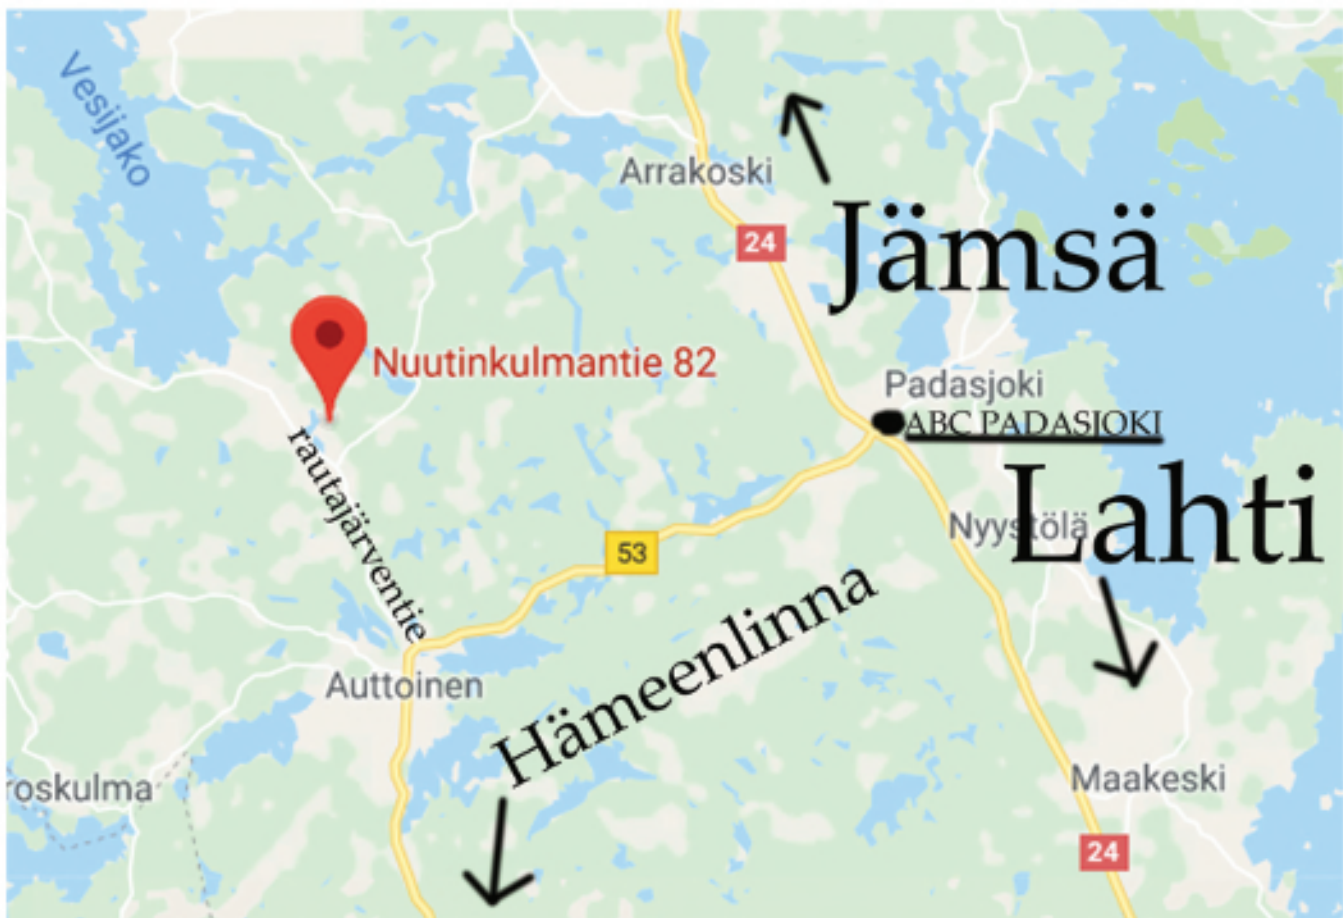 Vesijako
Arrakoski
24
Jämsä
Nuutinkulmantie 82
Padasjoki
ABC PADASJOKI
rautajärventie
Lahti
Nyystölä
53
Hämeenlinna
Auttoinen
roskulma
Maakeski
24